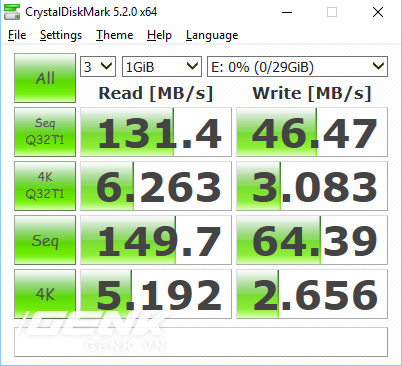 CrystalDiskMark 5.2.0 x64
File Settings Theme Help Language
All 3 1GiB E: 0% (0/29GiB)
Read [MB/s] Write [MB/s]
Seq Q32T1 131.4 46.47
4K Q32T1 6.263 3.083
Seq 149.7 64.39
4K 5.192 2.656
GENK
GENK.VN